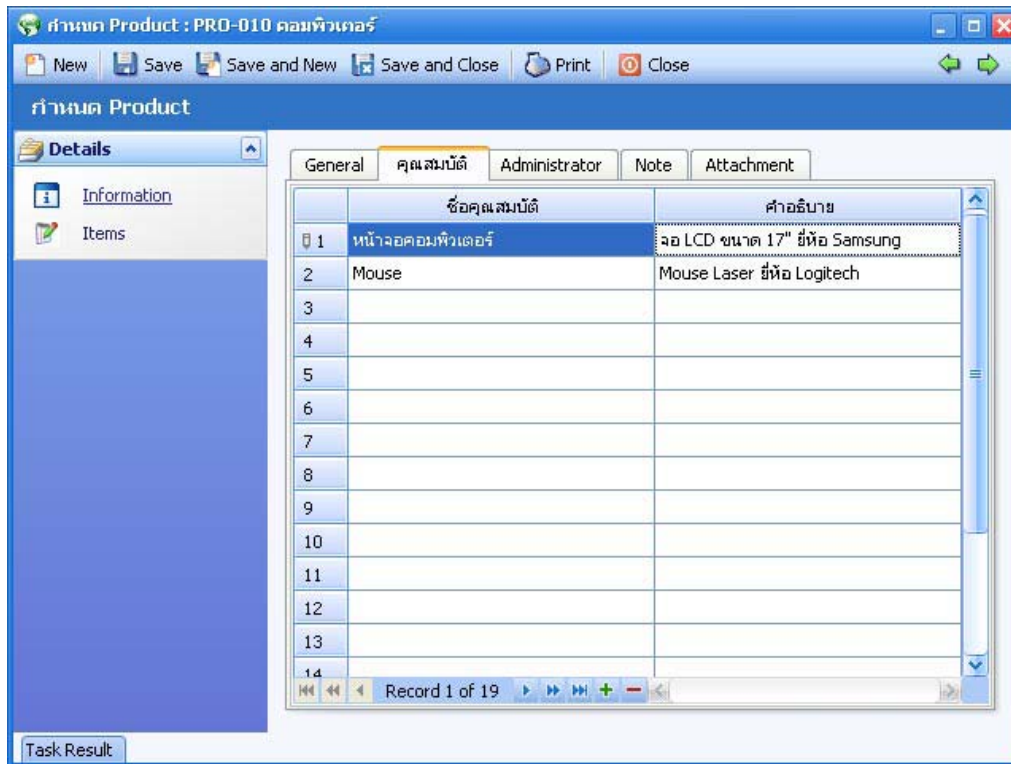 กำหนด Product : PRO-010 คอมพิวเตอร์
New Save Save and New Save and Close Print Close
กำหนด Product
Details
Information
Items
General คุณสมบัติ Administrator Note Attachment
ชื่อคุณสมบัติ คำอธิบาย
1 หน้าจอคอมพิวเตอร์ จอ LCD ขนาด 17" ยี่ห้อ Samsung
2 Mouse Mouse Laser ยี่ห้อ Logitech
3
4
5
6
7
8
9
10
11
12
13
14
Record 1 of 19
Task Result